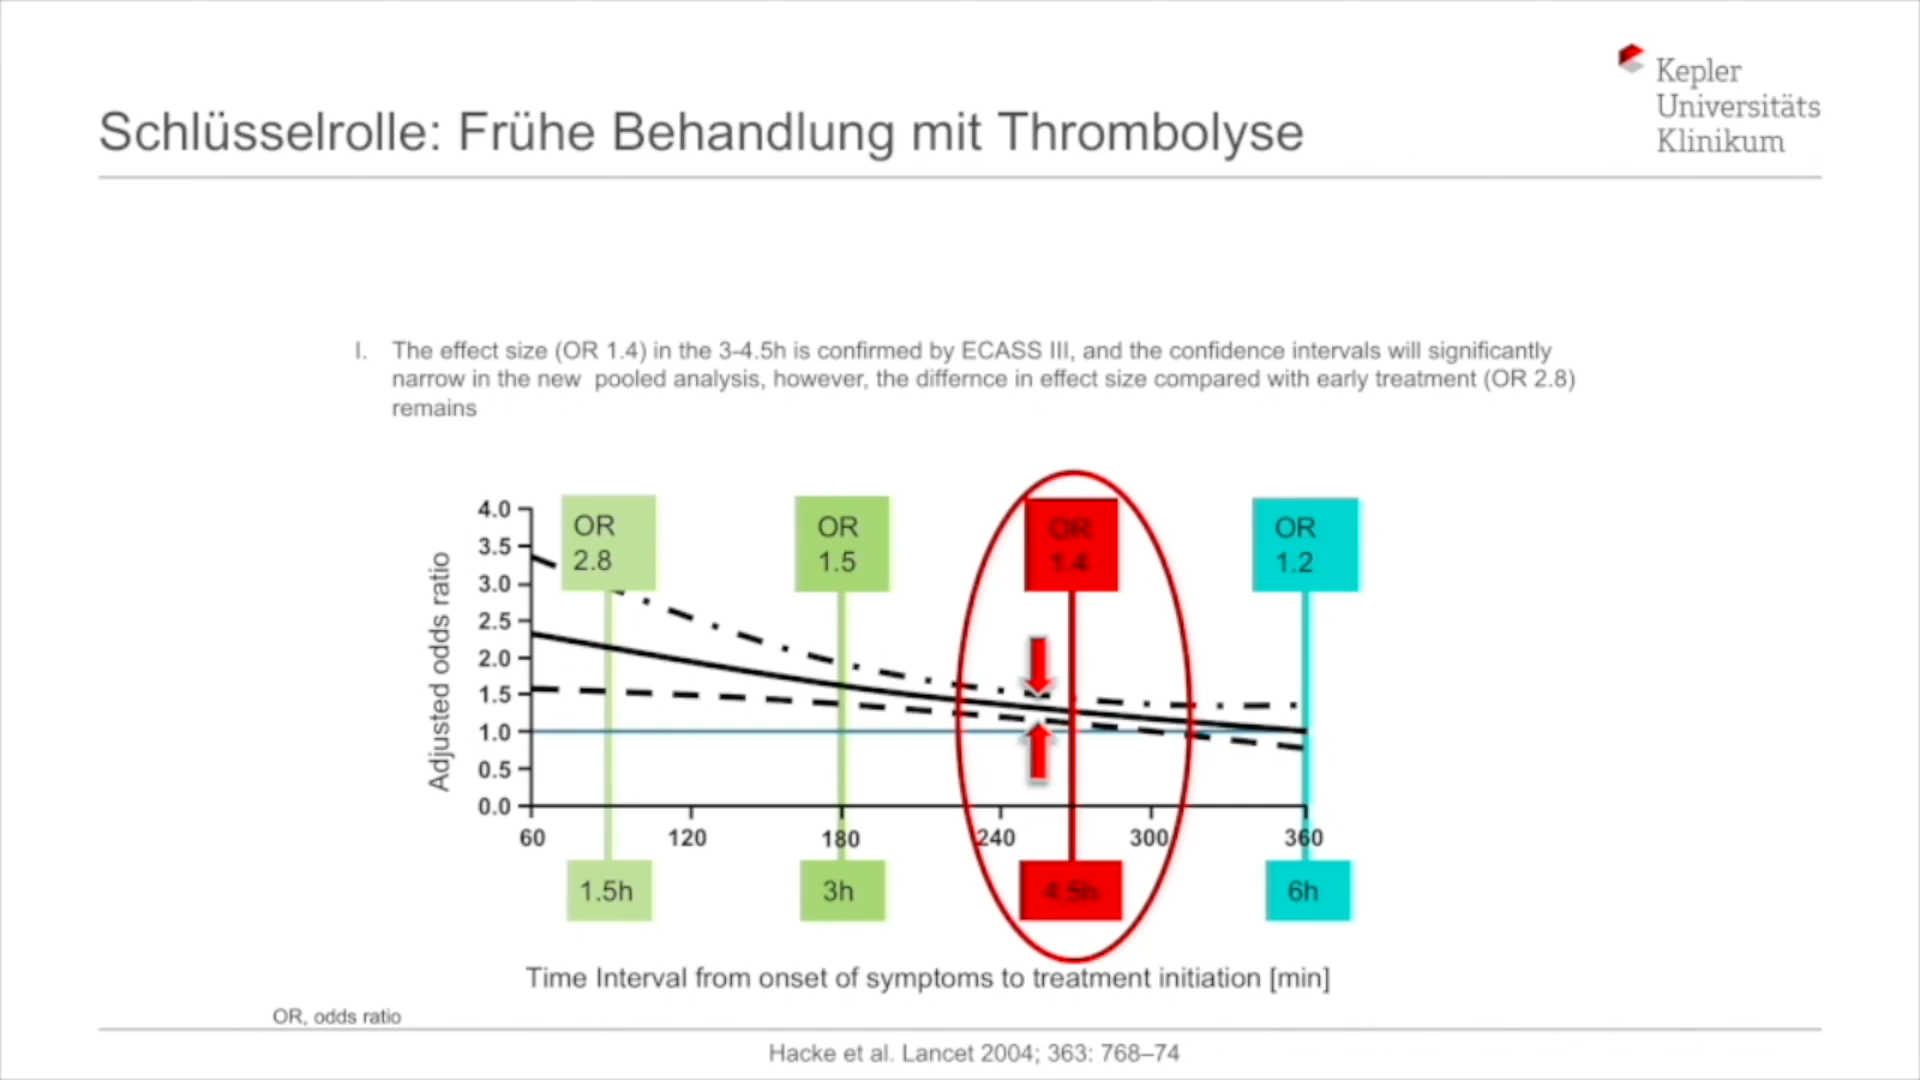 Kepler
Universitäts
Klinikum
Schlüsselrolle: Frühe Behandlung mit Thrombolyse
I. The effect size (OR 1.4) in the 3-4.5h is confirmed by ECASS III, and the confidence intervals will significantly
narrow in the new pooled analysis, however, the differnce in effect size compared with early treatment (OR 2.8)
remains
Adjusted odds ratio
4.0
3.5
3.0
2.5
2.0
1.5
1.0
0.5
0.0
OR
2.8
OR
1.5
OR
1.4
OR
1.2
60 120 180 240 300 360
1.5h 3h 4.5h 6h
Time Interval from onset of symptoms to treatment initiation [min]
OR, odds ratio
Hacke et al. Lancet 2004; 363: 768–74